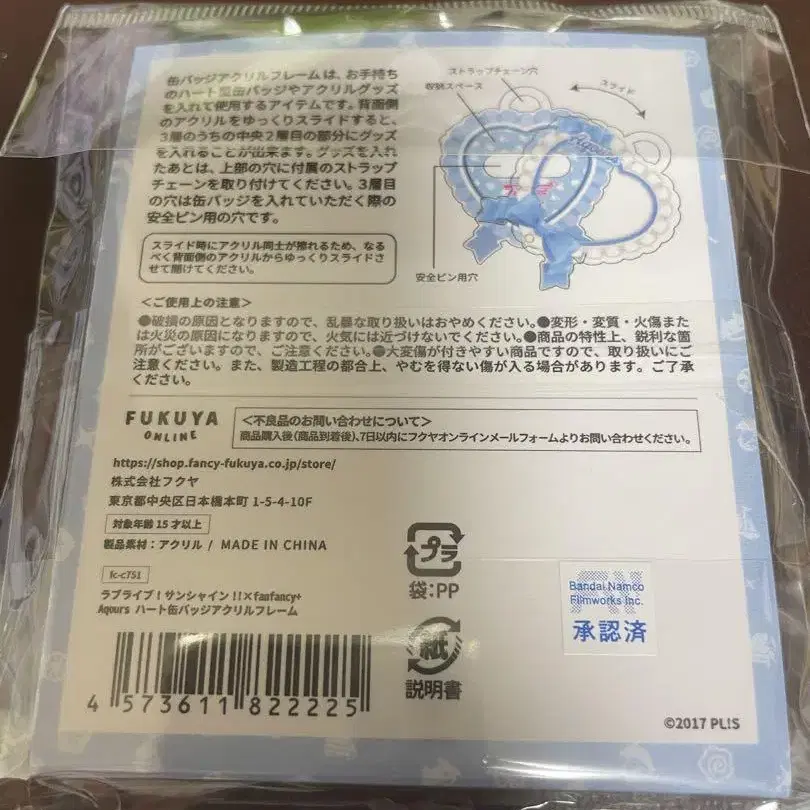 缶バッジアクリルフレームは、お手持ち
のハート型缶バッジやアクリルグッズ
を入れて使用するアイテムです。背面側
のアクリルをゆっくりスライドすると、
3層のうちの中央2層目の部分にグッズ
を入れることが出来ます。グッズを入れ
たあとは、上部の穴に付属のストラップ
チェーンを取り付けてください。3層目
の穴は缶バッジを入れていただく際の
安全ピン用の穴です。
ストラップチェーン穴
収納スペース
スライド
Aqours
安全ピン用穴
スライド時にアクリル同士が擦れるため、なる
べく背面側のアクリルからゆっくりスライドさ
せて開けてください。
＜ご使用上の注意＞
●破損の原因となりますので、乱暴な取り扱いはおやめください。●変形・変質・火傷また
は火災の原因になりますので、火気には近づけないでください。●商品の特性上、鋭利な箇
所がございますので、ご注意ください。●大変傷が付きやすい商品ですので、取り扱いにご
注意ください。また、製造工程の都合上、やむを得ない傷が入る場合があります。ご了承
ください。
FUKUYA
ONLINE
＜不良品のお問い合わせについて＞
商品購入後(商品到着後)、7日以内にフクヤオンラインメールフォームよりお問い合わせください。
https://shop.fancy-fukuya.co.jp/store/
株式会社フクヤ
東京都中央区日本橋本町 1-5-4-10F
対象年齢 15 才以上
製品素材：アクリル / MADE IN CHINA
fc-c751
ラブライブ！サンシャイン!!×fanfancy+
Aqours ハート缶バッジアクリルフレーム
4 573611 822225
プラ
袋：PP
紙
説明書
Bandai Namco
Filmworks Inc.
承認済
©2017 PL!S